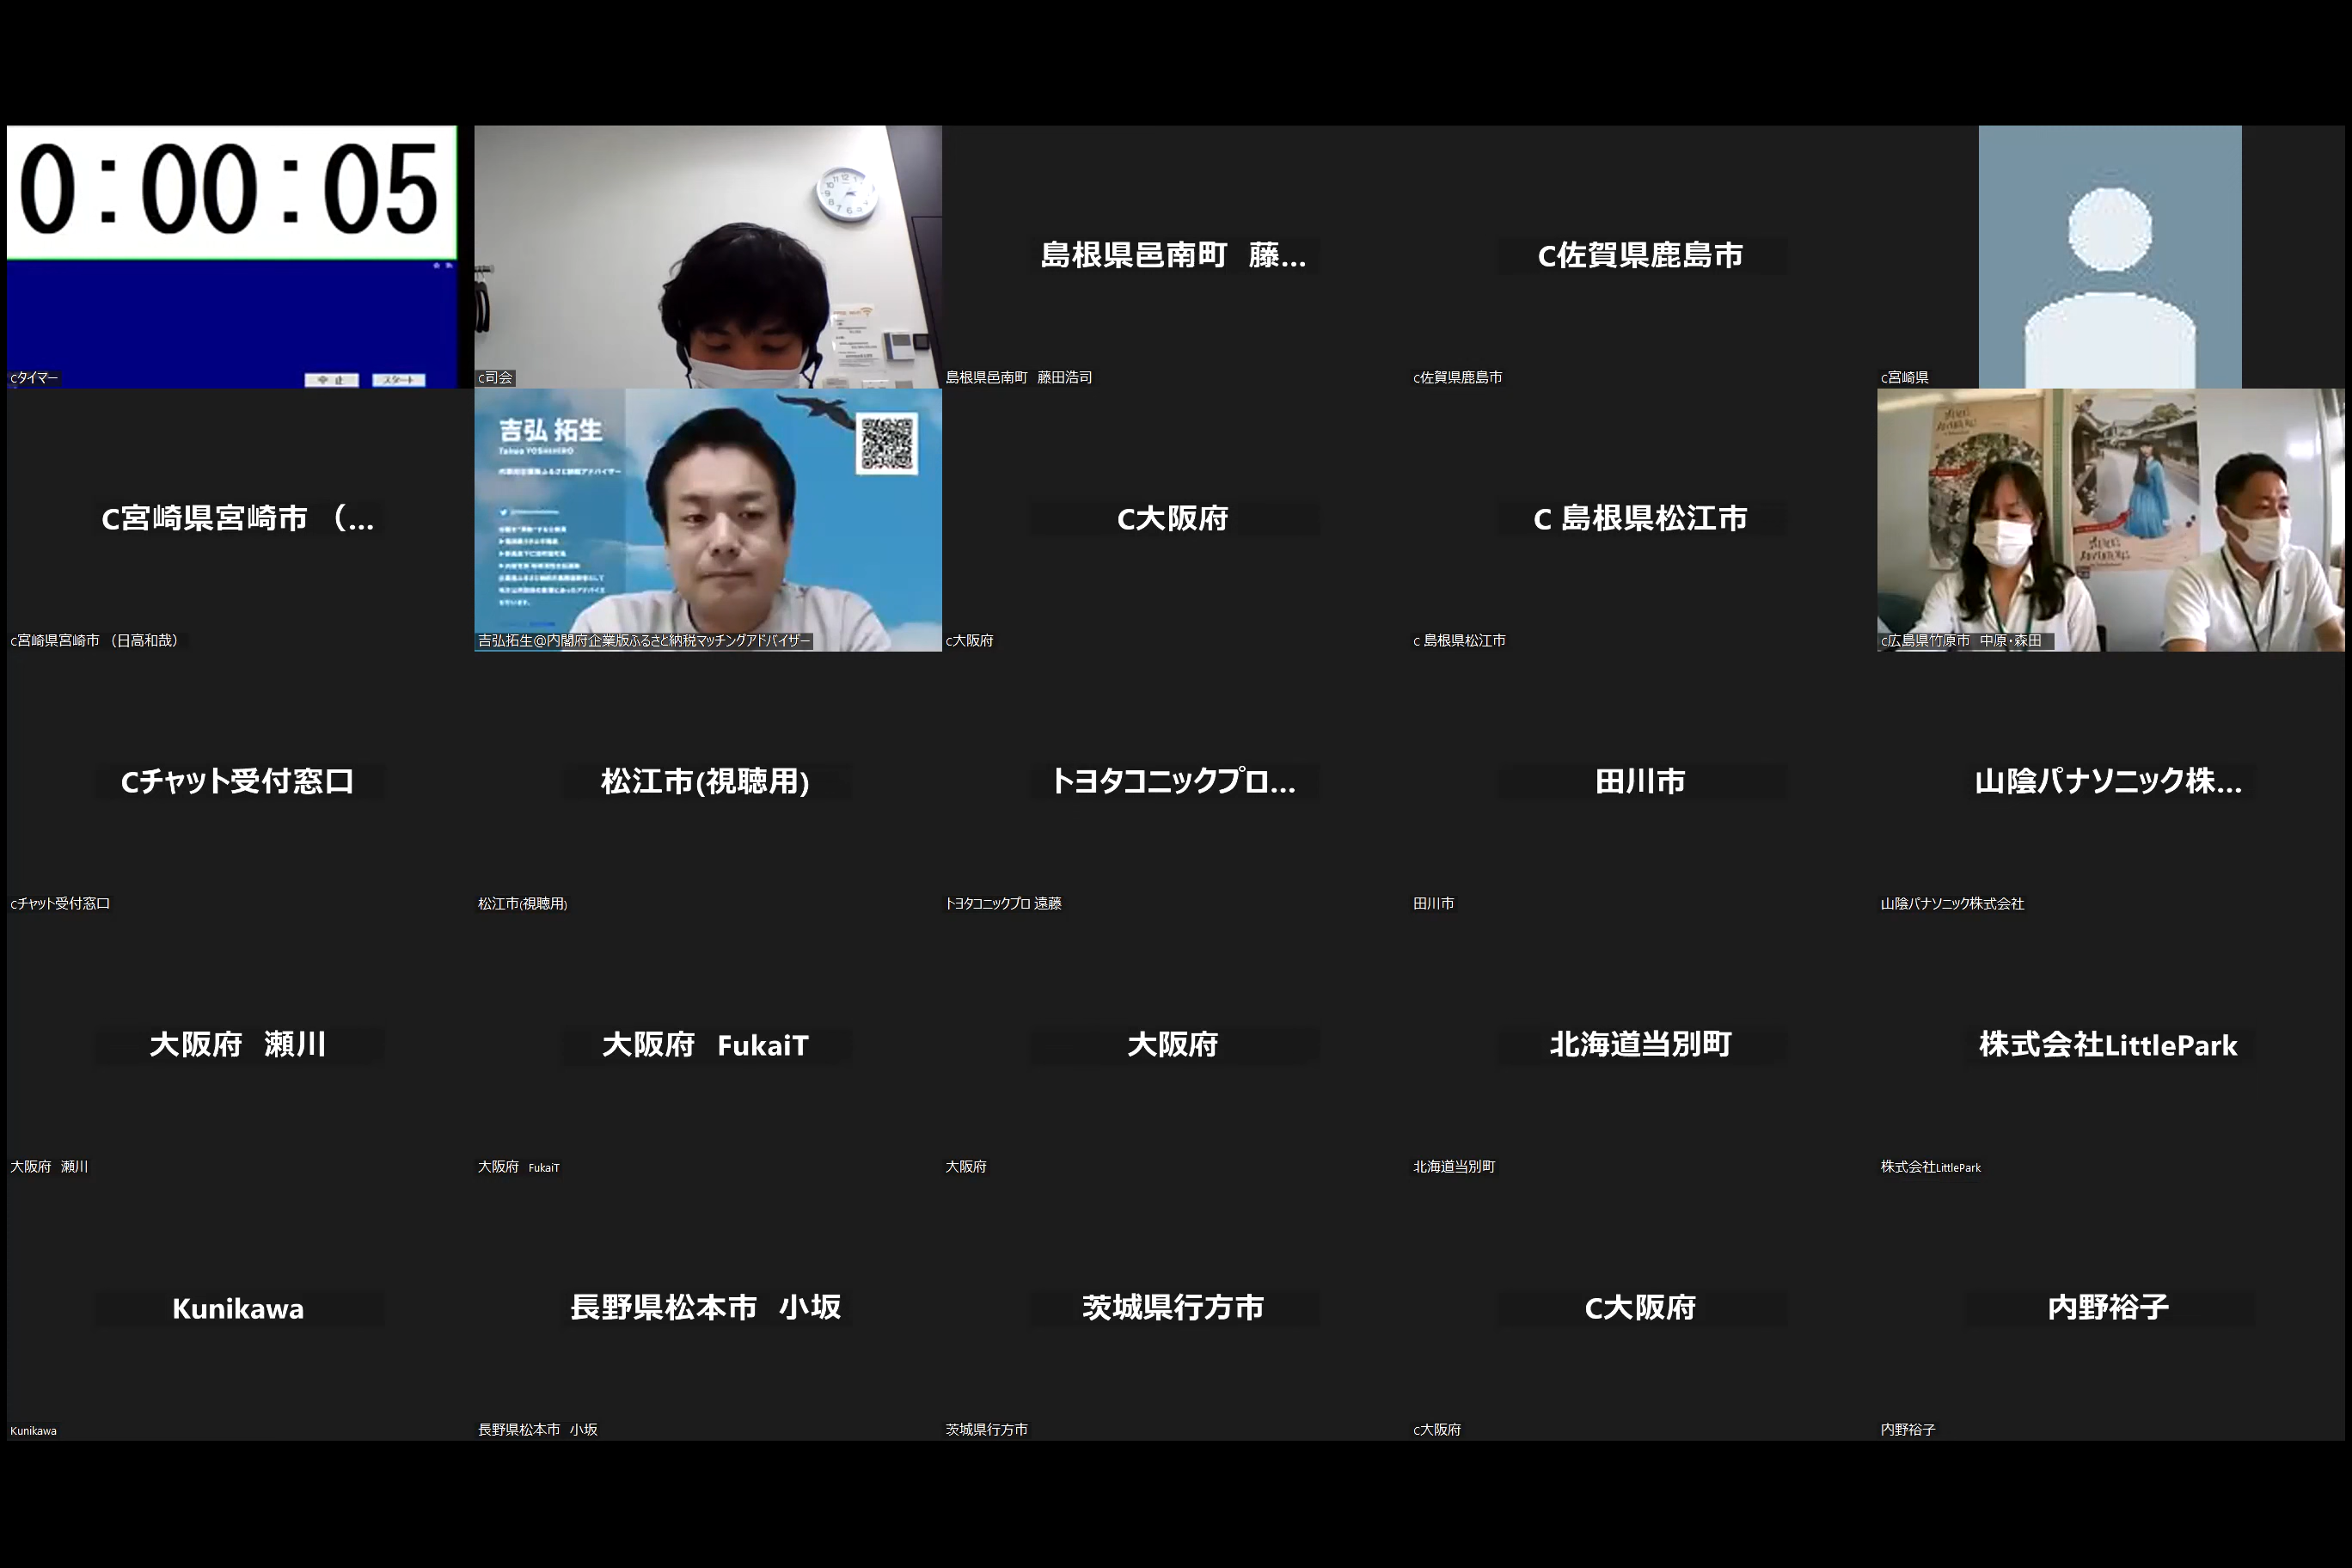 0:00:05
中止
スタート
cタイマー
c司会
島根県邑南町 藤...
島根県邑南町 藤田浩司
C佐賀県鹿島市
c佐賀県鹿島市
c宮崎県
C宮崎県宮崎市 (...
c宮崎県宮崎市 (日高和哉)
吉弘 拓生
Takuo YOSHIHIRO
吉弘拓生@内閣府企業版ふるさと納税マッチングアドバイザー
C大阪府
c大阪府
C 島根県松江市
c 島根県松江市
c広島県竹原市 中原・森田
Cチャット受付窓口
cチャット受付窓口
松江市(視聴用)
松江市(視聴用)
トヨタコニックプロ...
トヨタコニックプロ 遠藤
田川市
田川市
山陰パナソニック株...
山陰パナソニック株式会社
大阪府 瀬川
大阪府 瀬川
大阪府 FukaiT
大阪府 FukaiT
大阪府
大阪府
北海道当別町
北海道当別町
株式会社LittlePark
株式会社LittlePark
Kunikawa
Kunikawa
長野県松本市 小坂
長野県松本市 小坂
茨城県行方市
茨城県行方市
C大阪府
c大阪府
内野裕子
内野裕子